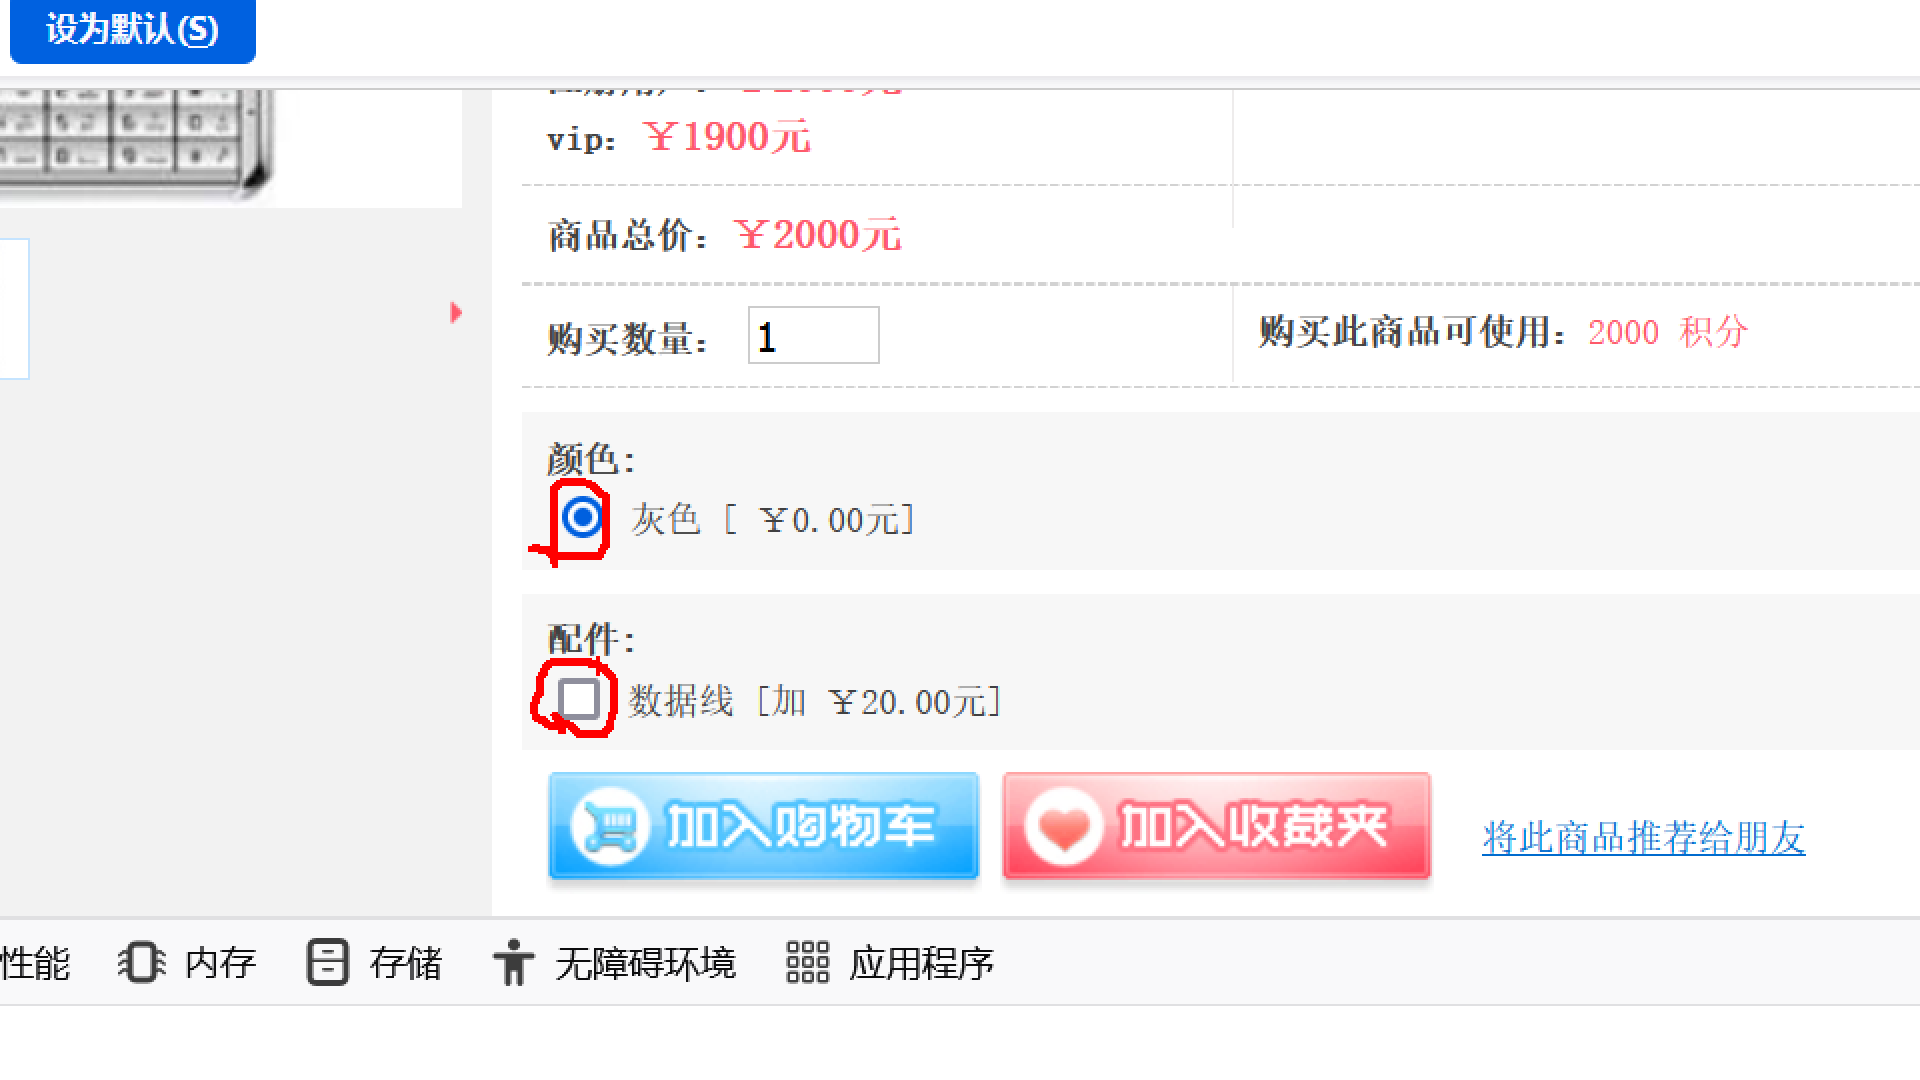 设为默认(S)
vip: ￥1900元
商品总价: ￥2000元
购买数量: 1
购买此商品可使用: 2000 积分
颜色:
灰色 [ ￥0.00元]
配件:
数据线 [加 ￥20.00元]
加入购物车
加入收藏夹
将此商品推荐给朋友
性能 内存 存储 无障碍环境 应用程序